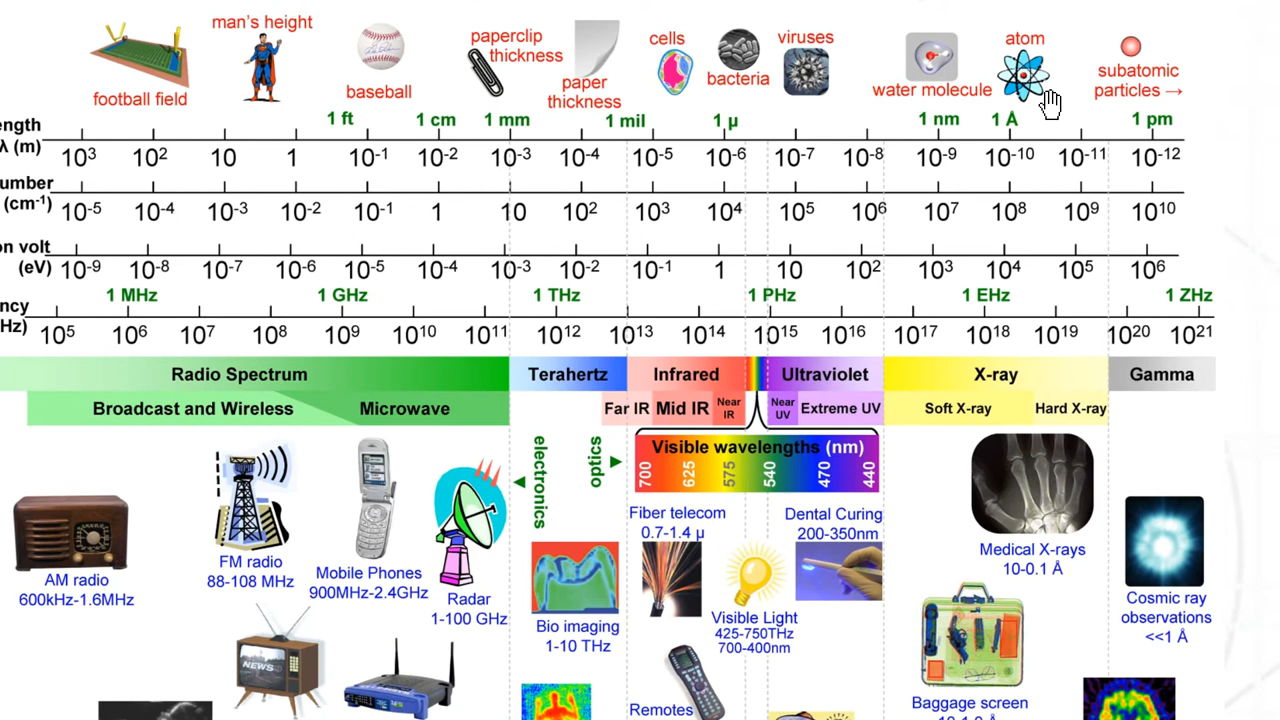 football field
man's height
baseball
paperclip
thickness
paper
thickness
cells
bacteria
viruses
water molecule
atom
subatomic
particles →
1 ft 1 cm 1 mm 1 mil 1 µ 1 nm 1 Å 1 pm
ength
λ (m)
10³ 10² 10 1 10⁻¹ 10⁻² 10⁻³ 10⁻⁴ 10⁻⁵ 10⁻⁶ 10⁻⁷ 10⁻⁸ 10⁻⁹ 10⁻¹⁰ 10⁻¹¹ 10⁻¹²
umber
(cm⁻¹)
10⁻⁵ 10⁻⁴ 10⁻³ 10⁻² 10⁻¹ 1 10 10² 10³ 10⁴ 10⁵ 10⁶ 10⁷ 10⁸ 10⁹ 10¹⁰
on volt
(eV)
10⁻⁹ 10⁻⁸ 10⁻⁷ 10⁻⁶ 10⁻⁵ 10⁻⁴ 10⁻³ 10⁻² 10⁻¹ 1 10 10² 10³ 10⁴ 10⁵ 10⁶
1 MHz 1 GHz 1 THz 1 PHz 1 EHz 1 ZHz
ncy
Hz)
10⁵ 10⁶ 10⁷ 10⁸ 10⁹ 10¹⁰ 10¹¹ 10¹² 10¹³ 10¹⁴ 10¹⁵ 10¹⁶ 10¹⁷ 10¹⁸ 10¹⁹ 10²⁰ 10²¹
Radio Spectrum Terahertz Infrared Ultraviolet X-ray Gamma
Broadcast and Wireless Microwave
Far IR Mid IR
Near
IR
Near
UV
Extreme UV
Soft X-ray Hard X-ray
electronics
optics
Visible wavelengths (nm)
700 625 575 540 470 440
AM radio
600kHz-1.6MHz
FM radio
88-108 MHz
Mobile Phones
900MHz-2.4GHz
Radar
1-100 GHz
Bio imaging
1-10 THz
Fiber telecom
0.7-1.4 µ
Visible Light
425-750THz
700-400nm
Dental Curing
200-350nm
Medical X-rays
10-0.1 Å
Cosmic ray
observations
<<1 Å
NEWS
Remotes
Baggage screen